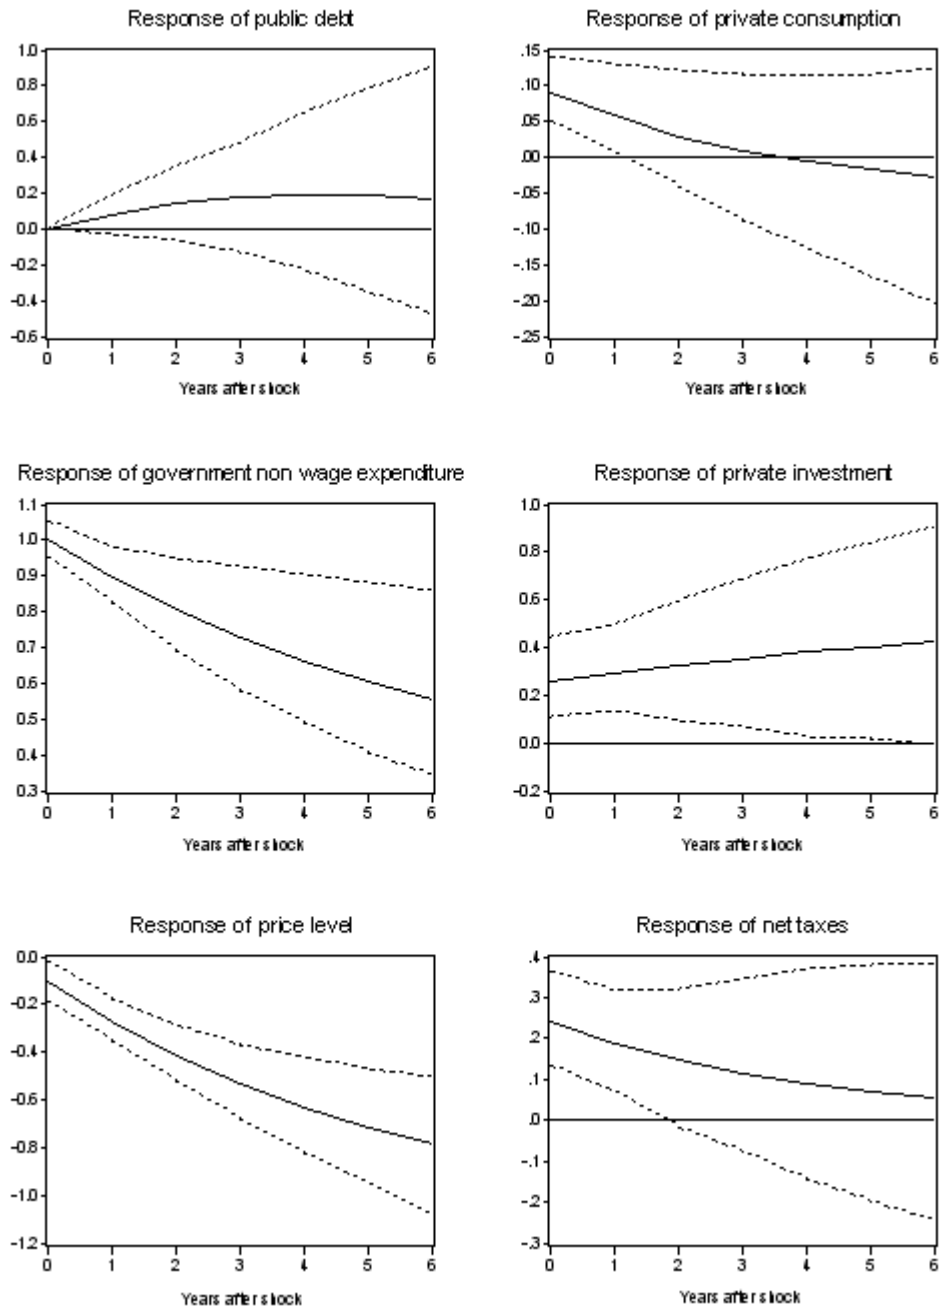 Response of public debt
1.0
0.8
0.6
0.4
0.2
0.0
-0.2
-0.4
-0.6
0 1 2 3 4 5 6
Years after shock
Response of private consumption
.15
.10
.05
.00
-.05
-.10
-.15
-.20
-.25
0 1 2 3 4 5 6
Years after shock
Response of government non wage expenditure
1.1
1.0
0.9
0.8
0.7
0.6
0.5
0.4
0.3
0 1 2 3 4 5 6
Years after shock
Response of private investment
1.0
0.8
0.6
0.4
0.2
0.0
-0.2
0 1 2 3 4 5 6
Years after shock
Response of price level
0.0
-0.2
-0.4
-0.6
-0.8
-1.0
-1.2
0 1 2 3 4 5 6
Years after shock
Response of net taxes
.4
.3
.2
.1
.0
-.1
-.2
-.3
0 1 2 3 4 5 6
Years after shock